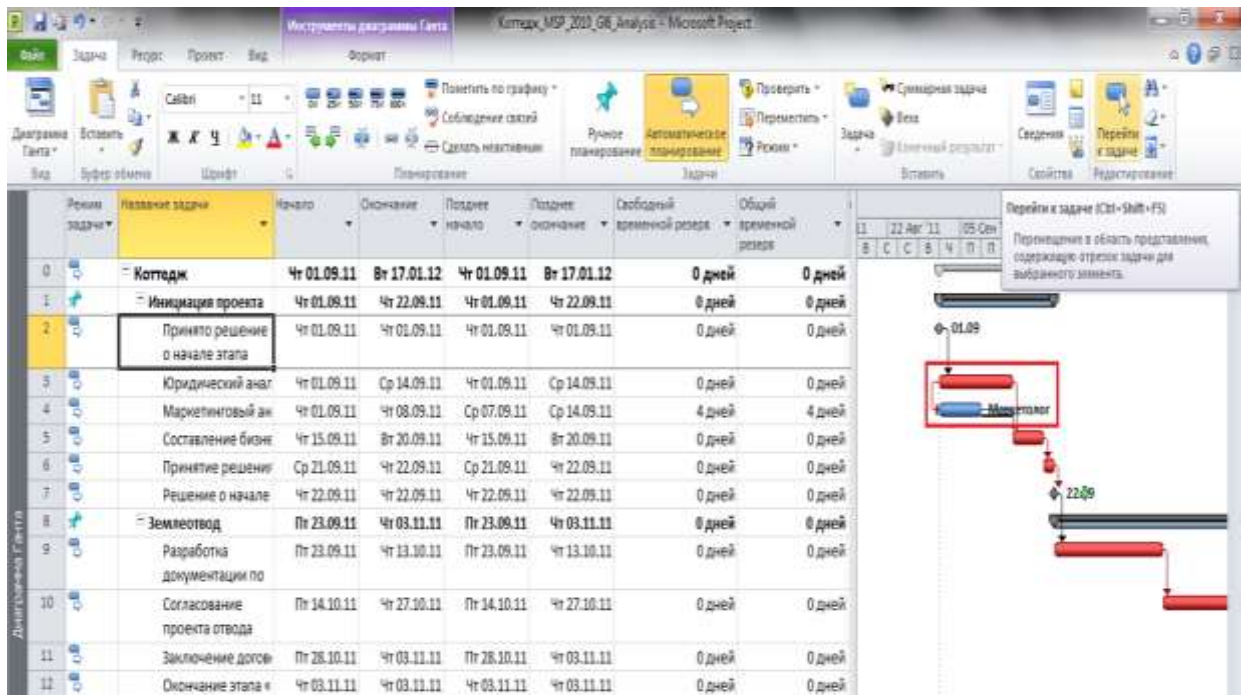 Инструменты диаграммы Ганта
Коттедж_MSP_2010_G8_Analysis - Microsoft Project
Файл Задача Ресурс Проект Вид Формат
Диаграмма Ганта
Вставить
Calibri 11
Ж К Ч
Пометить по графику
Соблюдение связей
Сделать неактивным
Ручное планирование
Автоматическое планирование
Проверить
Переместить
Режим
Задача
Суммарная задача
Веха
Конечный результат
Сведения
Перейти к задаче
Вид Буфер обмена Шрифт Планирование Задачи Вставить Свойства Редактирование
Перейти к задаче (Ctrl+Shift+F5)
Перемещение в область представления, содержащую отрезок задачи для выбранного элемента.
Режим задачи Название задачи Начало Окончание Позднее начало Позднее окончание Свободный временной резерв Общий временной резерв
11 22 Авг '11 05 Сен
В С С В Ч П П
0 Коттедж Чт 01.09.11 Вт 17.01.12 Чт 01.09.11 Вт 17.01.12 0 дней 0 дней
1 Инициация проекта Чт 01.09.11 Чт 22.09.11 Чт 01.09.11 Чт 22.09.11 0 дней 0 дней
2 Принято решение о начале этапа Чт 01.09.11 Чт 01.09.11 Чт 01.09.11 Чт 01.09.11 0 дней 0 дней
01.09
3 Юридический анал Чт 01.09.11 Ср 14.09.11 Чт 01.09.11 Ср 14.09.11 0 дней 0 дней
4 Маркетинговый ан Чт 01.09.11 Чт 08.09.11 Ср 07.09.11 Ср 14.09.11 4 дней 4 дней
Маркетолог
5 Составление бизне Чт 15.09.11 Вт 20.09.11 Чт 15.09.11 Вт 20.09.11 0 дней 0 дней
6 Принятие решени Ср 21.09.11 Чт 22.09.11 Ср 21.09.11 Чт 22.09.11 0 дней 0 дней
7 Решение о начале Чт 22.09.11 Чт 22.09.11 Чт 22.09.11 Чт 22.09.11 0 дней 0 дней
22.09
8 Землеотвод Пт 23.09.11 Чт 03.11.11 Пт 23.09.11 Чт 03.11.11 0 дней 0 дней
9 Разработка документации по Пт 23.09.11 Чт 13.10.11 Пт 23.09.11 Чт 13.10.11 0 дней 0 дней
10 Согласование проекта отвода Пт 14.10.11 Чт 27.10.11 Пт 14.10.11 Чт 27.10.11 0 дней 0 дней
11 Заключение догов Пт 28.10.11 Чт 03.11.11 Пт 28.10.11 Чт 03.11.11 0 дней 0 дней
12 Окончание этапа « Чт 03.11.11 Чт 03.11.11 Чт 03.11.11 Чт 03.11.11 0 дней 0 дней
Диаграмма Ганта